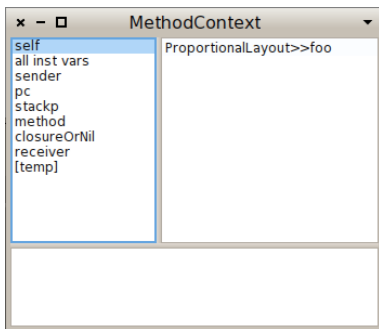 MethodContext
self
all inst vars
sender
pc
stackp
method
closureOrNil
receiver
[temp]
ProportionalLayout>>foo